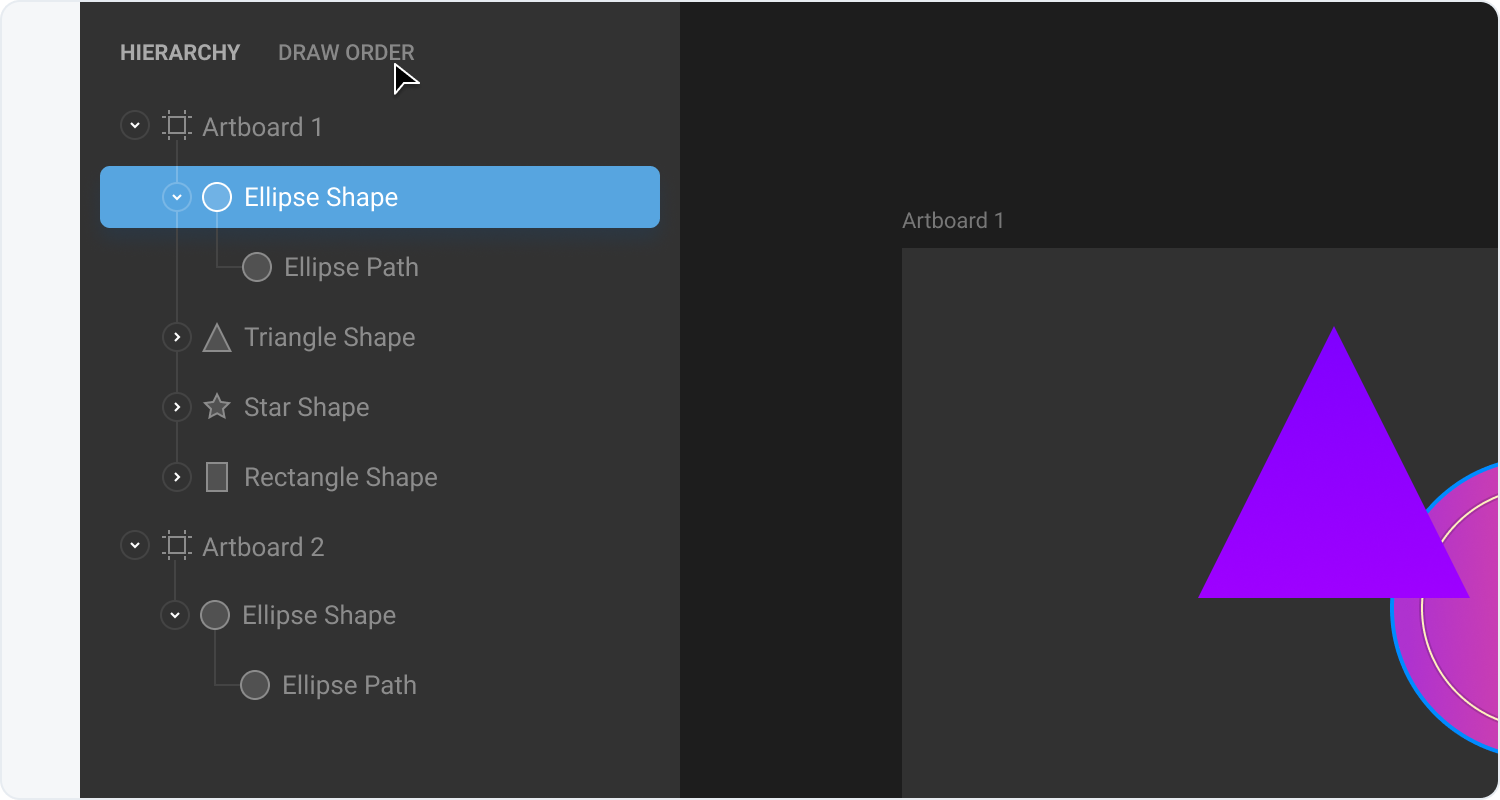 HIERARCHY DRAW ORDER
Artboard 1
Ellipse Shape
Ellipse Path
Triangle Shape
Star Shape
Rectangle Shape
Artboard 2
Ellipse Shape
Ellipse Path
Artboard 1